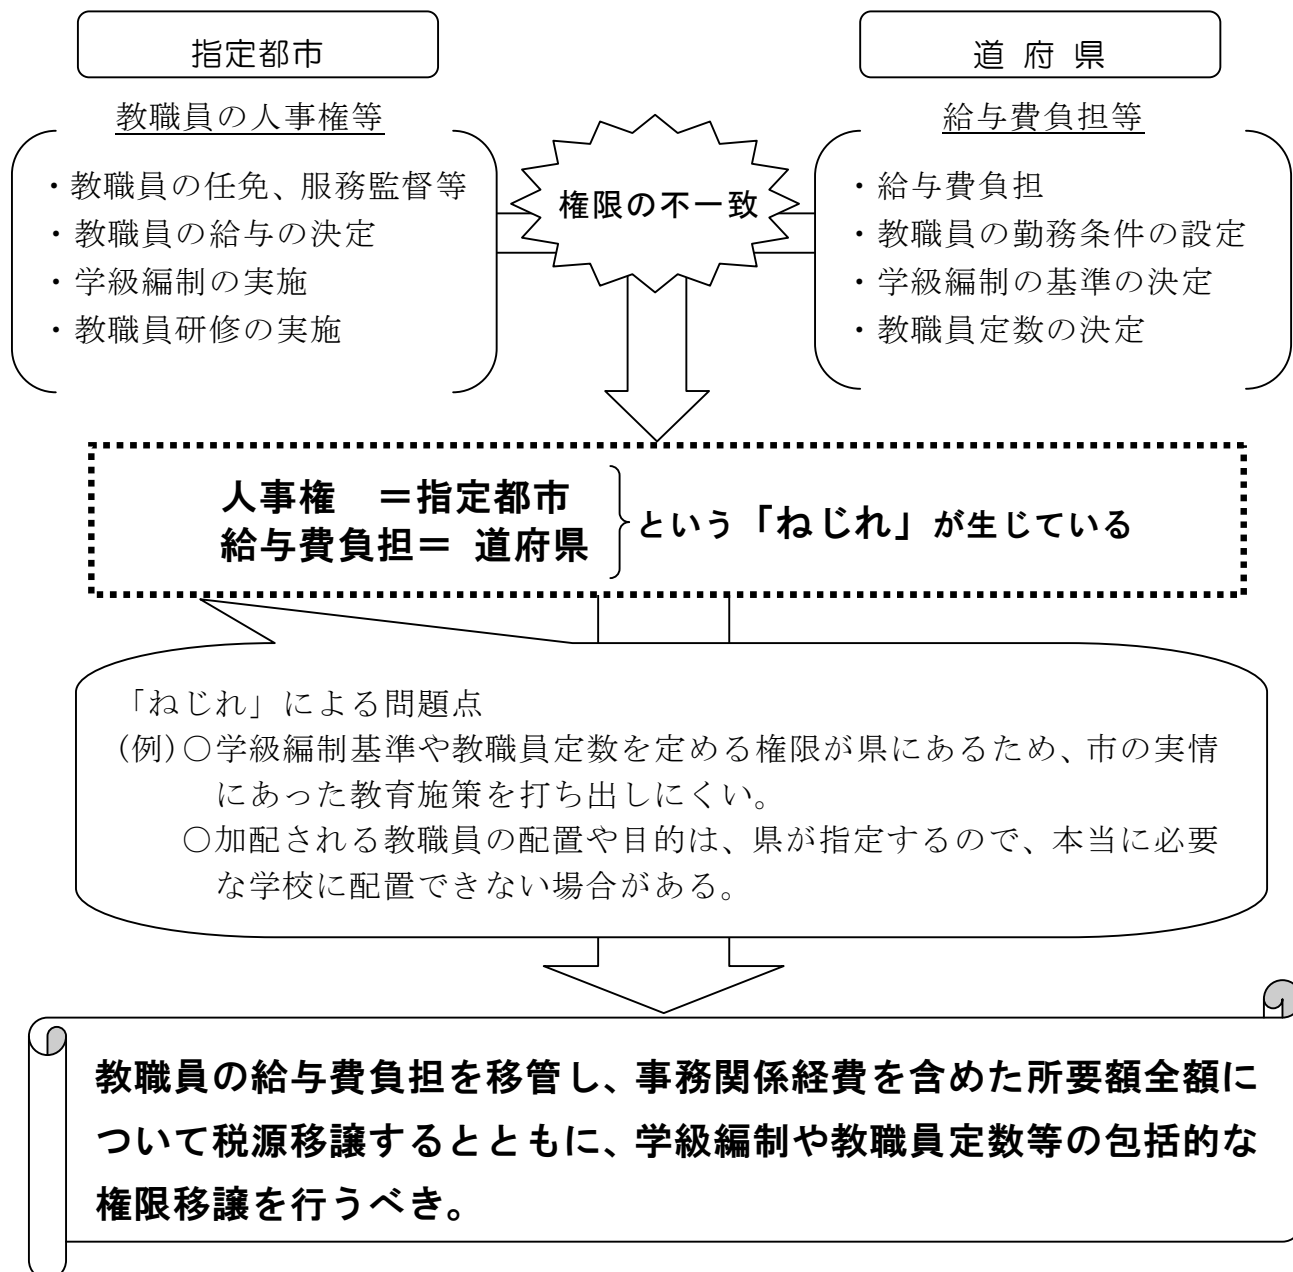 指定都市
道府県
教職員の人事権等
給与費負担等
・教職員の任免、服務監督等
・教職員の給与の決定
・学級編制の実施
・教職員研修の実施
権限の不一致
・給与費負担
・教職員の勤務条件の設定
・学級編制の基準の決定
・教職員定数の決定
人事権　＝指定都市
給与費負担＝ 道府県
という「ねじれ」が生じている
「ねじれ」による問題点
(例)○学級編制基準や教職員定数を定める権限が県にあるため、市の実情
にあった教育施策を打ち出しにくい。
○加配される教職員の配置や目的は、県が指定するので、本当に必要
な学校に配置できない場合がある。
教職員の給与費負担を移管し、事務関係経費を含めた所要額全額に
ついて税源移譲するとともに、学級編制や教職員定数等の包括的な
権限移譲を行うべき。